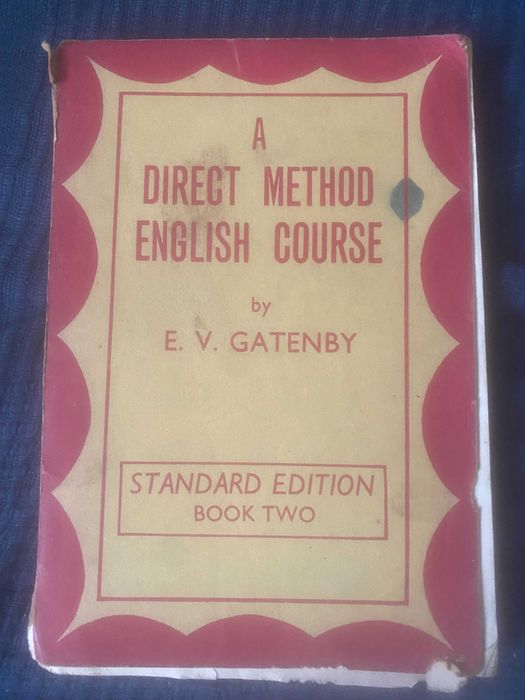 A
DIRECT METHOD
ENGLISH COURSE
by
E. V. GATENBY
STANDARD EDITION
BOOK TWO